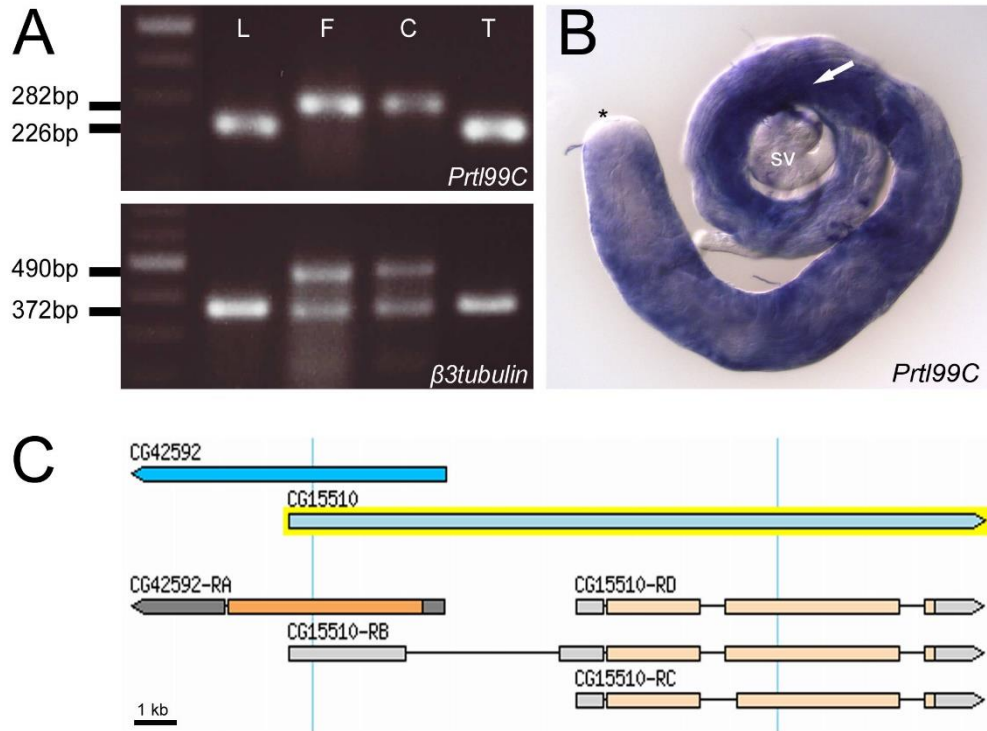 A
L F C T
282bp
226bp
Prtl99C
490bp
372bp
β3tubulin
B
*
sv
Prtl99C
C
CG42592
CG15510
CG42592-RA
CG15510-RD
CG15510-RB
CG15510-RC
1 kb